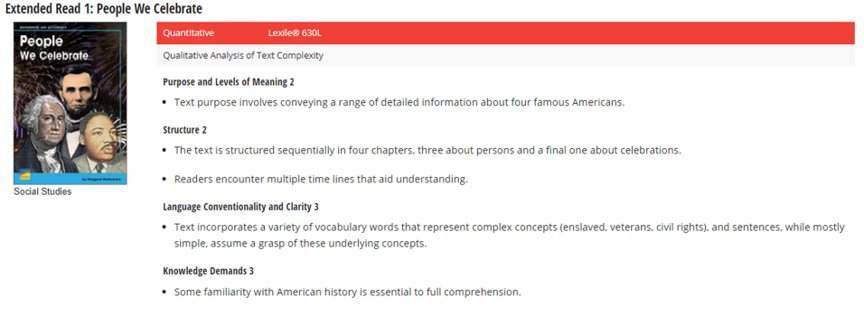 Extended Read 1: People We Celebrate
People
We Celebrate
Social Studies
Quantitative Lexile® 630L
Qualitative Analysis of Text Complexity
Purpose and Levels of Meaning 2
• Text purpose involves conveying a range of detailed information about four famous Americans.
Structure 2
• The text is structured sequentially in four chapters, three about persons and a final one about celebrations.
• Readers encounter multiple time lines that aid understanding.
Language Conventionality and Clarity 3
• Text incorporates a variety of vocabulary words that represent complex concepts (enslaved, veterans, civil rights), and sentences, while mostly
simple, assume a grasp of these underlying concepts.
Knowledge Demands 3
• Some familiarity with American history is essential to full comprehension.